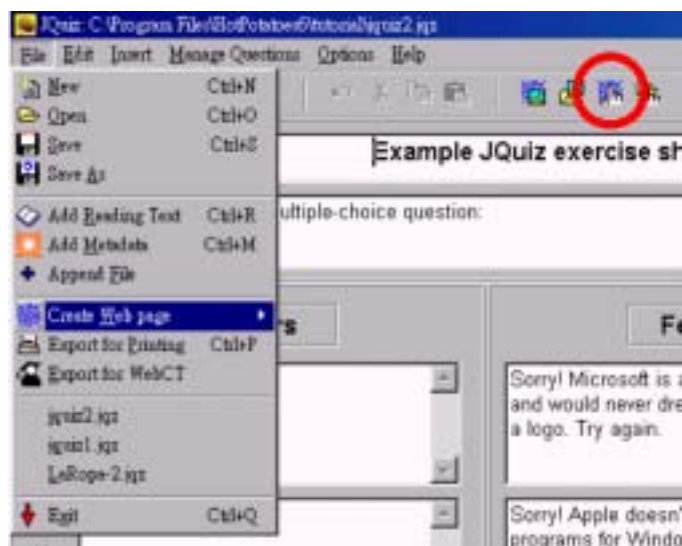 JQuiz: C:\Program Files\HotPotatoes6\tutorial\jquiz2.jqz
File Edit Insert Manage Questions Options Help
New Ctrl+N
Open Ctrl+O
Save Ctrl+S
Save As
Example JQuiz exercise sh
Add Reading Text Ctrl+R
ultiple-choice question:
Add Metadata Ctrl+M
Append File
Create Web page
rs
Fe
Export for Printing Ctrl+P
Export for WebCT
Sorry! Microsoft is a
and would never dre
a logo. Try again.
jquiz2.jqz
jquiz1.jqz
LaRopa-2.jqz
Exit Ctrl+Q
Sorry! Apple doesn'
programs for Windo